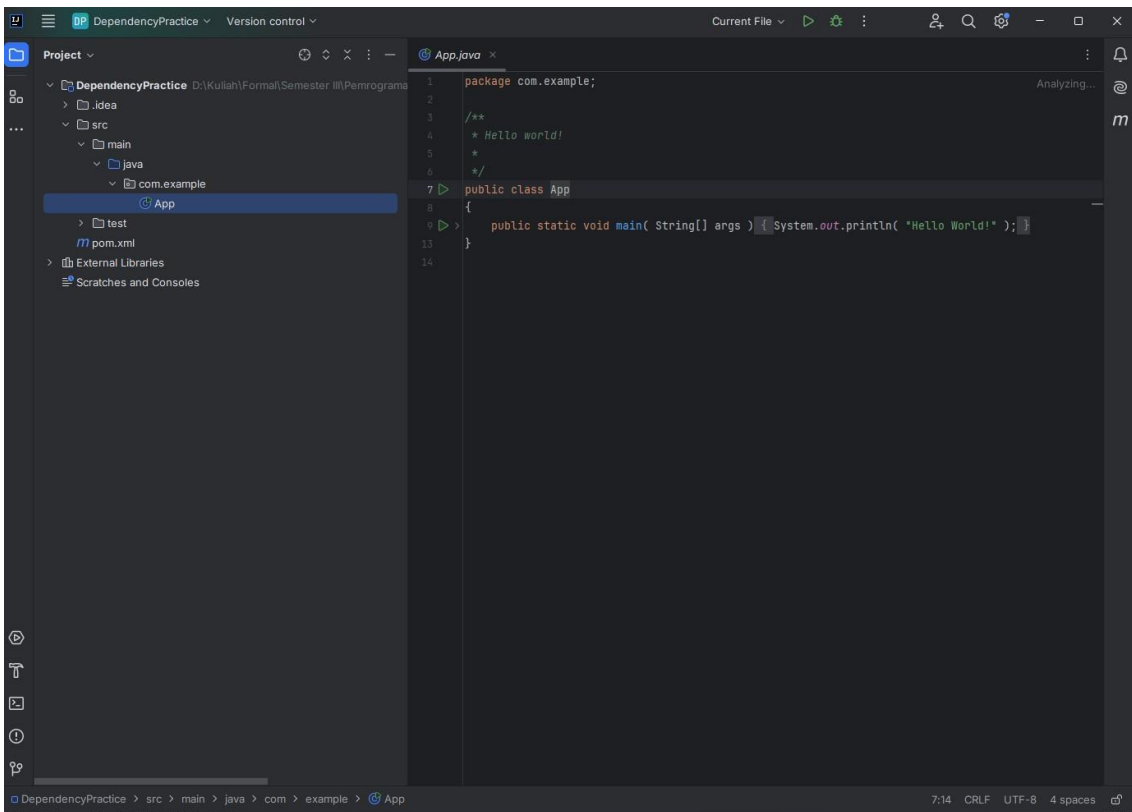 DP DependencyPractice Version control Current File
Project
App.java
DependencyPractice D:\Kuliah\Formal\Semester III\Pemrograma
.idea
src
main
java
com.example
App
test
m pom.xml
External Libraries
Scratches and Consoles
1 package com.example;
2
3 /**
4 * Hello world!
5 *
6 */
7 public class App
8 {
9 public static void main( String[] args ) { System.out.println( "Hello World!" ); }
13 }
14
Analyzing...
m
DependencyPractice > src > main > java > com > example > App
7:14 CRLF UTF-8 4 spaces